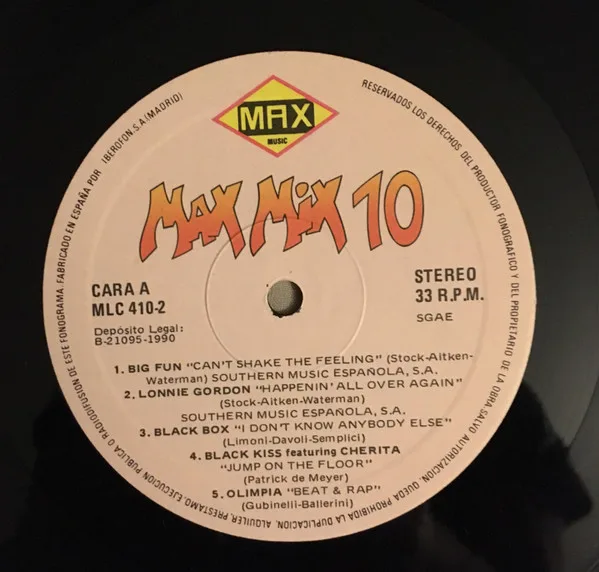 MAX
MUSIC
MAX MIX 10
CARA A
MLC 410-2
Depósito Legal:
B-21095-1990
STEREO
33 R.P.M.
SGAE
1. BIG FUN "CAN'T SHAKE THE FEELING" (Stock-Aitken-
Waterman) SOUTHERN MUSIC ESPAÑOLA, S.A.
2. LONNIE GORDON "HAPPENIN' ALL OVER AGAIN"
(Stock-Aitken-Waterman)
SOUTHERN MUSIC ESPAÑOLA, S.A.
3. BLACK BOX "I DON'T KNOW ANYBODY ELSE"
(Limoni-Davoli-Semplici)
4. BLACK KISS featuring CHERITA
"JUMP ON THE FLOOR"
(Patrick de Meyer)
5. OLIMPIA "BEAT & RAP"
(Gubinelli-Ballerini)
RESERVADOS LOS DERECHOS DEL PRODUCTOR FONOGRAFICO Y DEL PROPIETARIO DE LA OBRA SALVO AUTORIZACION, QUEDA PROHIBIDA LA DUPLICACION, ALQUILER, PRESTAMO, EJECUCION PUBLICA O RADIODIFUSION DE ESTE FONOGRAMA. FABRICADO EN ESPAÑA POR IBEROFON, S.A. (MADRID)